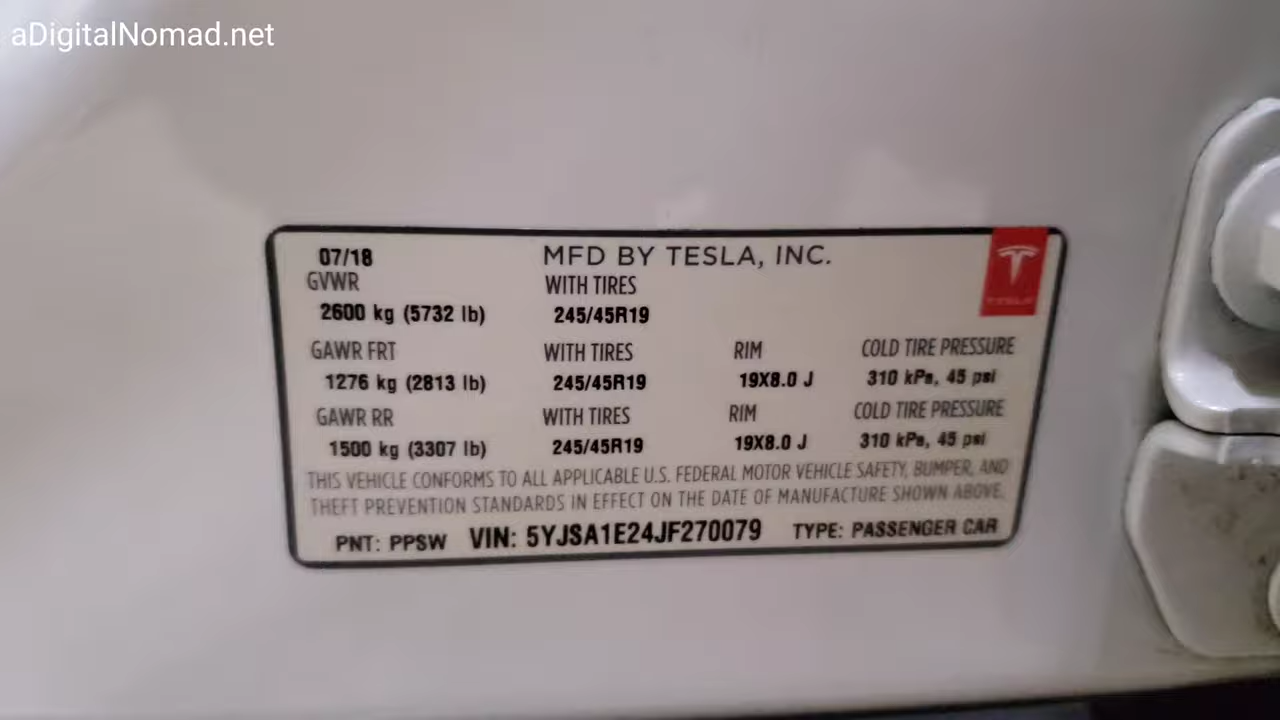 aDigitalNomad.net
07/18 MFD BY TESLA, INC.
GVWR WITH TIRES
2600 kg (5732 lb) 245/45R19
GAWR FRT WITH TIRES RIM COLD TIRE PRESSURE
1276 kg (2813 lb) 245/45R19 19X8.0 J 310 kPa, 45 psi
GAWR RR WITH TIRES RIM COLD TIRE PRESSURE
1500 kg (3307 lb) 245/45R19 19X8.0 J 310 kPa, 45 psi
THIS VEHICLE CONFORMS TO ALL APPLICABLE U.S. FEDERAL MOTOR VEHICLE SAFETY, BUMPER, AND
THEFT PREVENTION STANDARDS IN EFFECT ON THE DATE OF MANUFACTURE SHOWN ABOVE.
PNT: PPSW VIN: 5YJSA1E24JF270079 TYPE: PASSENGER CAR
TESLA